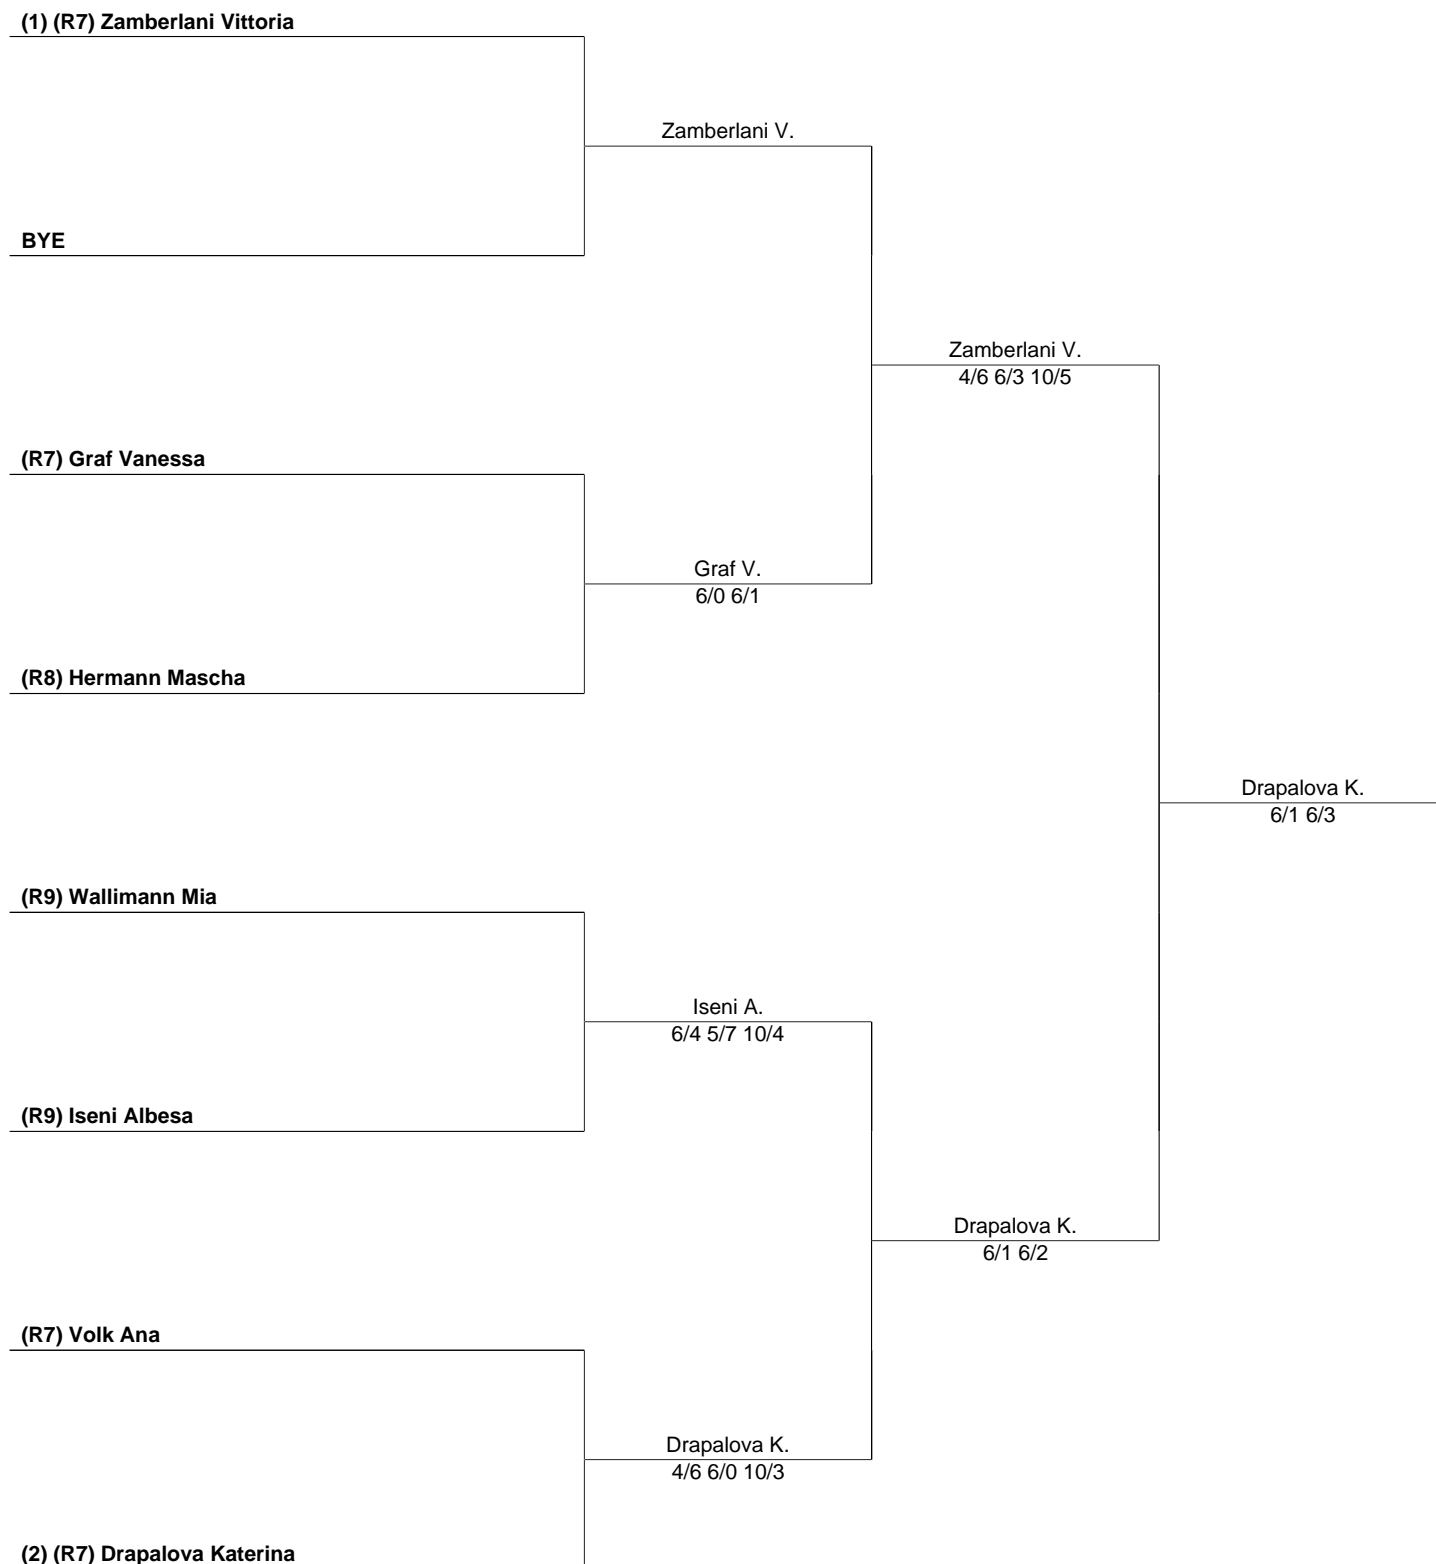 (1) (R7) Zamberlani Vittoria
Zamberlani V.
BYE
Zamberlani V.
4/6 6/3 10/5
(R7) Graf Vanessa
Graf V.
6/0 6/1
(R8) Hermann Mascha
Drapalova K.
6/1 6/3
(R9) Wallimann Mia
Iseni A.
6/4 5/7 10/4
(R9) Iseni Albesa
Drapalova K.
6/1 6/2
(R7) Volk Ana
Drapalova K.
4/6 6/0 10/3
(2) (R7) Drapalova Katerina